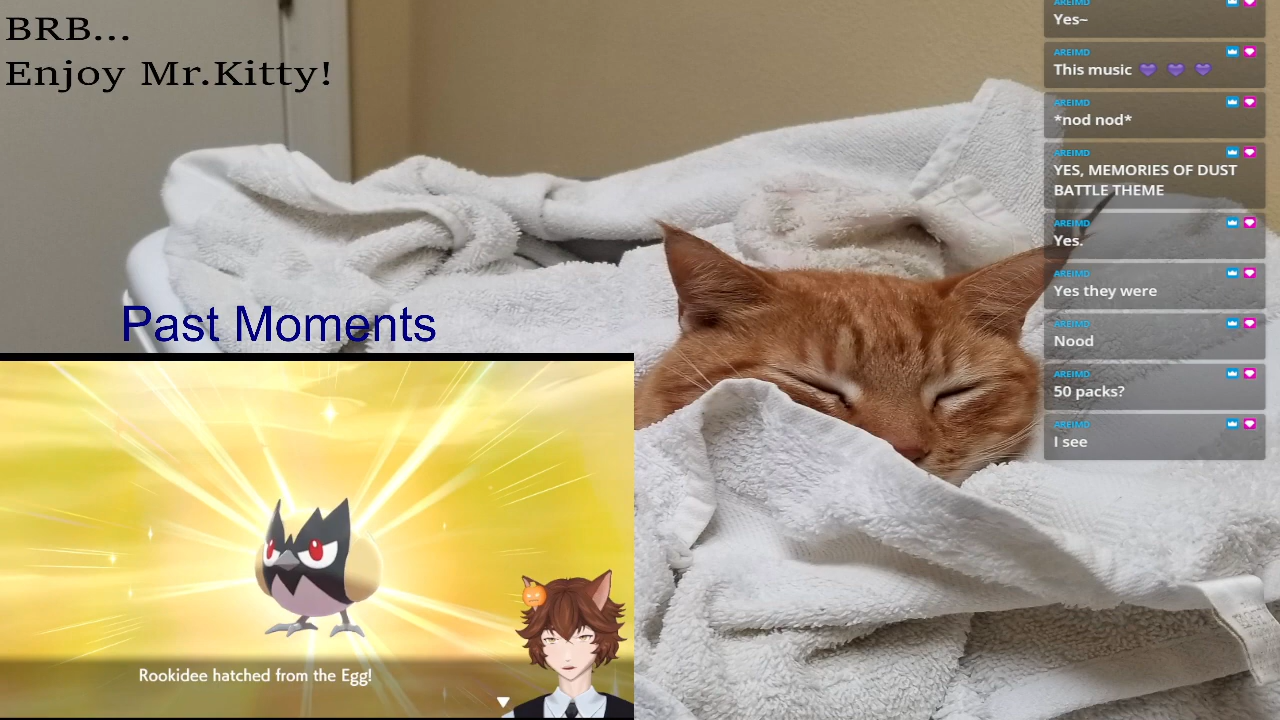 BRB...
Enjoy Mr.Kitty!
Past Moments
Rookidee hatched from the Egg!
AREIMD
Yes~
AREIMD
This music 💜 💜 💜
AREIMD
*nod nod*
AREIMD
YES, MEMORIES OF DUST
BATTLE THEME
AREIMD
Yes.
AREIMD
Yes they were
AREIMD
Nood
AREIMD
50 packs?
AREIMD
I see